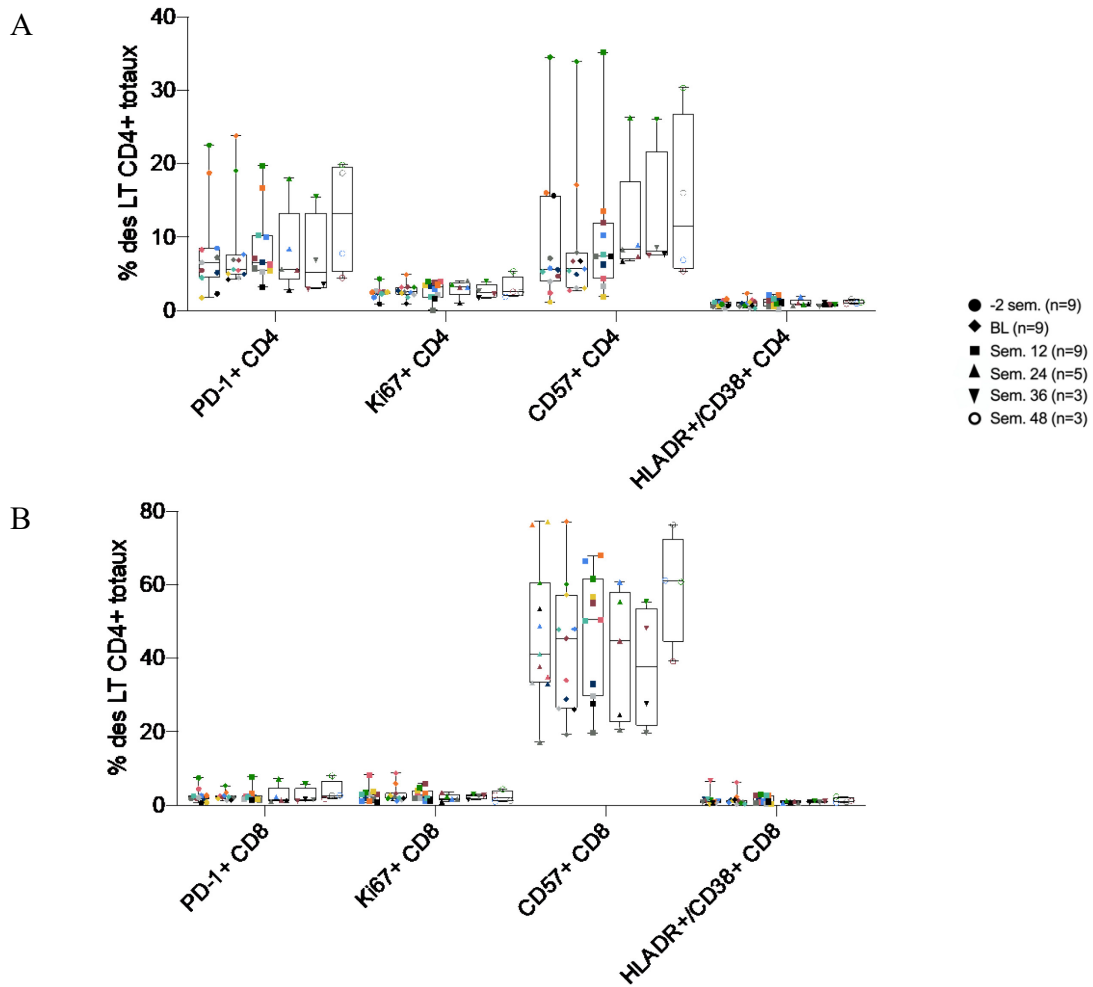 A
% des LT CD4+ totaux
40
30
20
10
0
PD-1+ CD4
Ki67+ CD4
CD57+ CD4
HLADR+/CD38+ CD4
-2 sem. (n=9)
BL (n=9)
Sem. 12 (n=9)
Sem. 24 (n=5)
Sem. 36 (n=3)
Sem. 48 (n=3)
B
% des LT CD4+ totaux
80
60
40
20
0
PD-1+ CD8
Ki67+ CD8
CD57+ CD8
HLADR+/CD38+ CD8